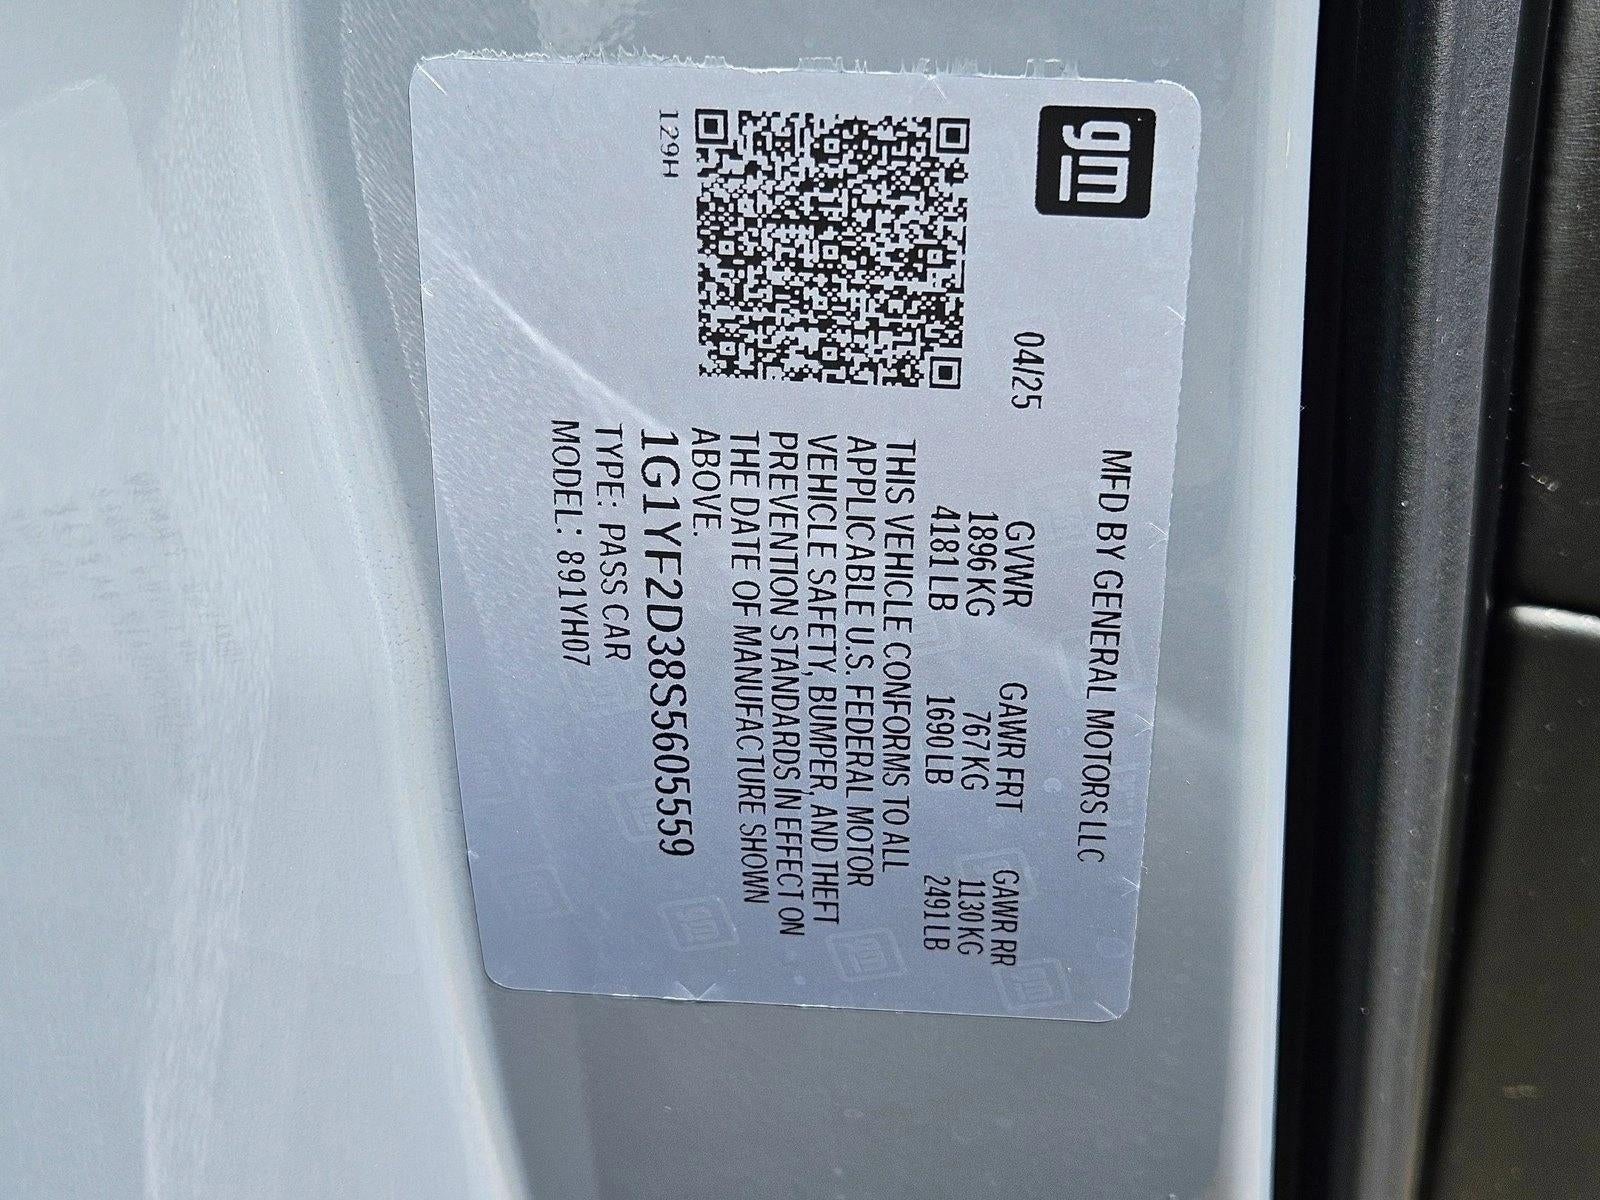 gm
MFD BY GENERAL MOTORS LLC
04/25
GVWR GAWR FRT GAWR RR
1896 KG 767 KG 1130 KG
4181 LB 1690 LB 2491 LB
THIS VEHICLE CONFORMS TO ALL
APPLICABLE U.S. FEDERAL MOTOR
VEHICLE SAFETY, BUMPER, AND THEFT
PREVENTION STANDARDS IN EFFECT ON
THE DATE OF MANUFACTURE SHOWN
ABOVE.
129H
1G1YF2D38S5605559
TYPE: PASS CAR
MODEL: 891YH07